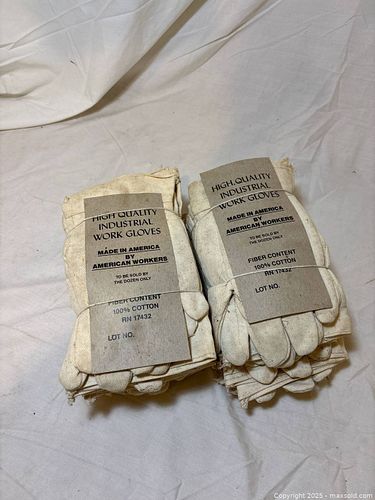 HIGH QUALITY
INDUSTRIAL
WORK GLOVES
MADE IN AMERICA
BY
AMERICAN WORKERS
TO BE SOLD BY
THE DOZEN ONLY
FIBER CONTENT
100% COTTON
RN 17432
LOT NO.
HIGH QUALITY
INDUSTRIAL
WORK GLOVES
MADE IN AMERICA
BY
AMERICAN WORKERS
TO BE SOLD BY
THE DOZEN ONLY
FIBER CONTENT
100% COTTON
RN 17432
LOT NO.
Copyright 2025 - maxsold.com